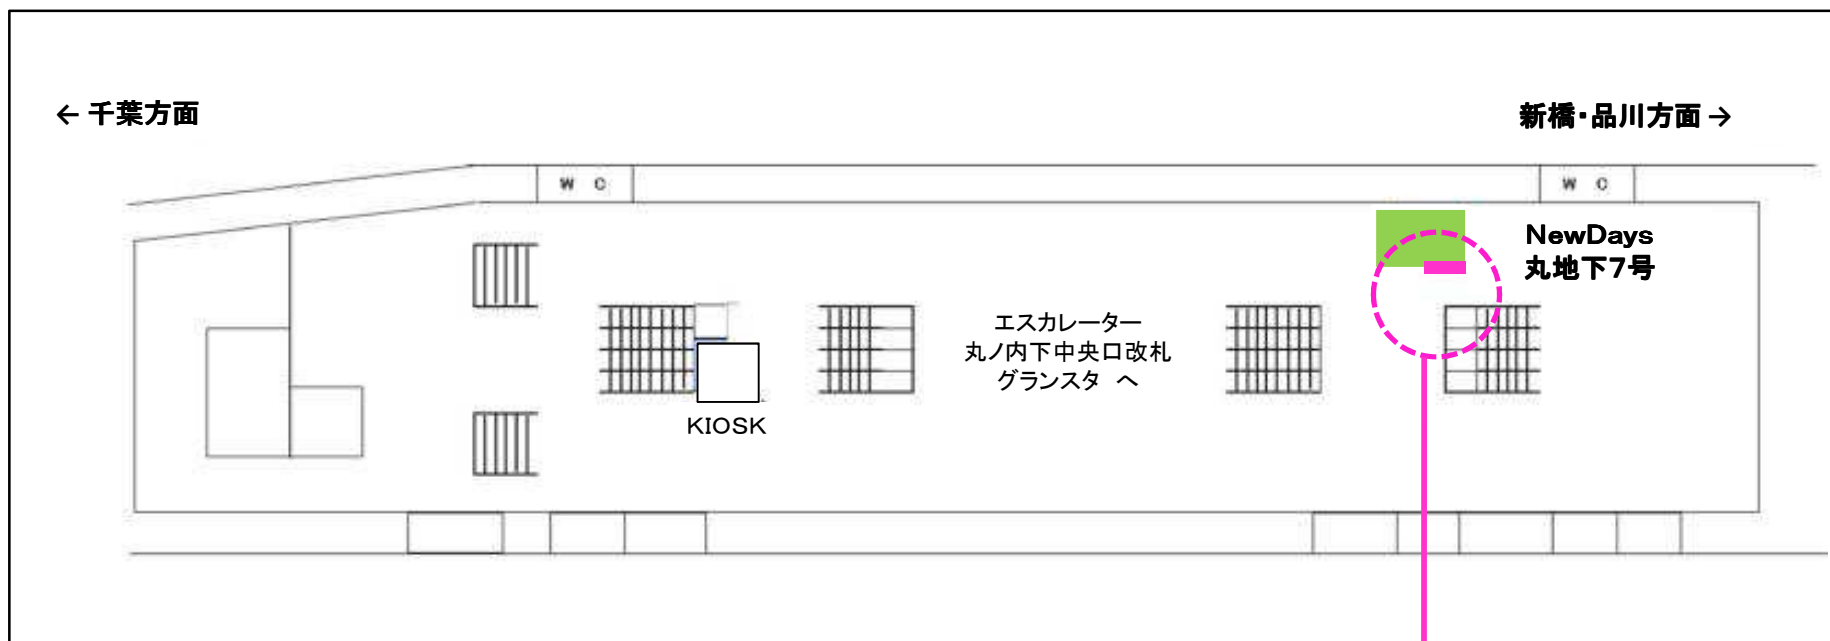 ← 千葉方面
新橋・品川方面 →
W C
W C
NewDays
丸地下7号
エスカレーター
丸ノ内下中央口改札
グランスタ へ
KIOSK